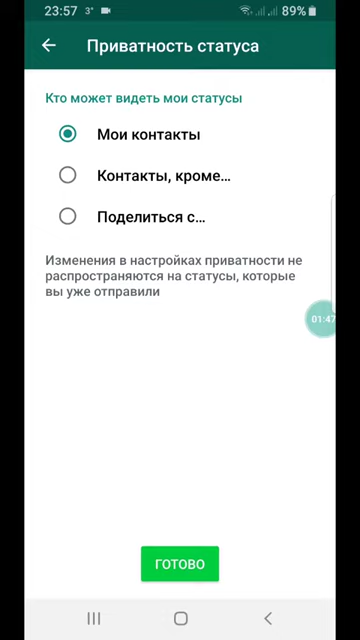 23:57 3° 89%
Приватность статуса
Кто может видеть мои статусы
Мои контакты
Контакты, кроме...
Поделиться с...
Изменения в настройках приватности не
распространяются на статусы, которые
вы уже отправили
01:47
ГОТОВО